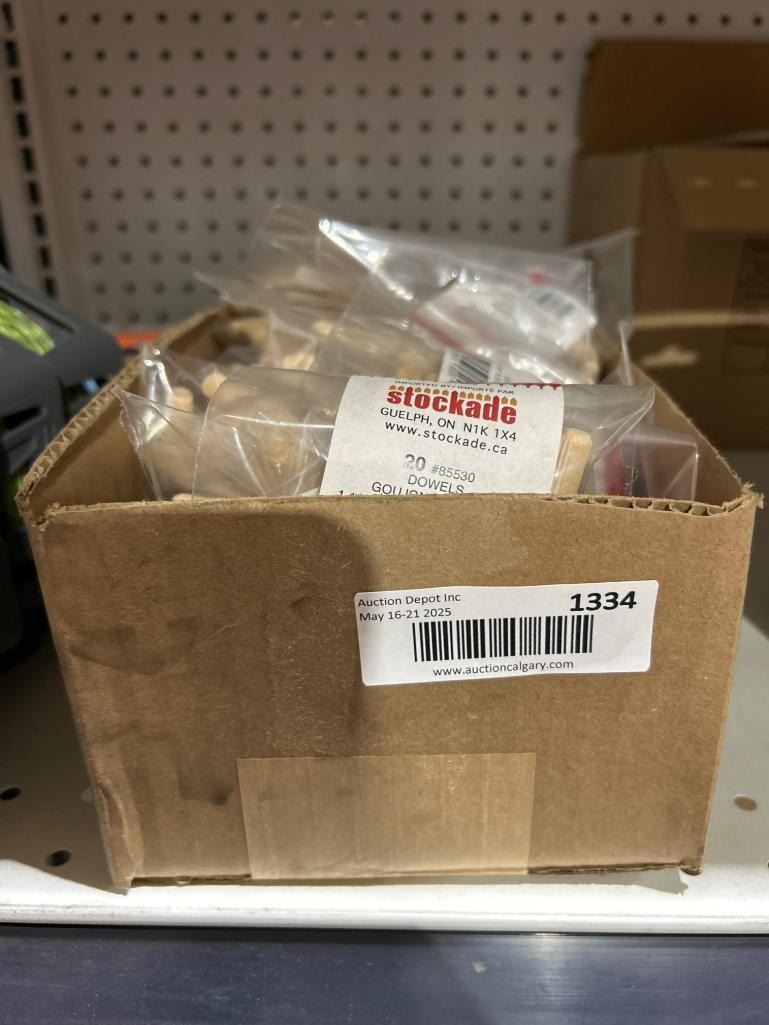 IMPORTED BY/IMPORTÉ PAR
stockade
GUELPH, ON N1K 1X4
www.stockade.ca
20 #85530
DOWELS
Auction Depot Inc
May 16-21 2025
1334
www.auctioncalgary.com